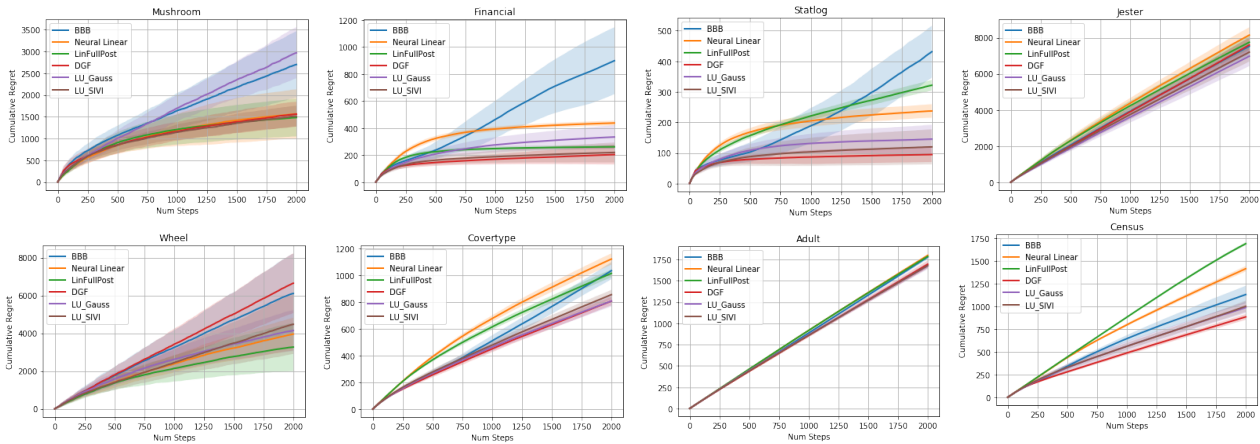 Mushroom
Cumulative Regret
3500
3000
2500
2000
1500
1000
500
0
BBB
Neural Linear
LinFullPost
DGF
LU_Gauss
LU_SIVI
0 250 500 750 1000 1250 1500 1750 2000
Num Steps
Financial
Cumulative Regret
1200
1000
800
600
400
200
0
BBB
Neural Linear
LinFullPost
DGF
LU_Gauss
LU_SIVI
0 250 500 750 1000 1250 1500 1750 2000
Num Steps
Statlog
Cumulative Regret
500
400
300
200
100
0
BBB
Neural Linear
LinFullPost
DGF
LU_Gauss
LU_SIVI
0 250 500 750 1000 1250 1500 1750 2000
Num Steps
Jester
Cumulative Regret
8000
6000
4000
2000
0
BBB
Neural Linear
LinFullPost
DGF
LU_Gauss
LU_SIVI
0 250 500 750 1000 1250 1500 1750 2000
Num Steps
Wheel
Cumulative Regret
8000
6000
4000
2000
0
BBB
Neural Linear
LinFullPost
DGF
LU_Gauss
LU_SIVI
0 250 500 750 1000 1250 1500 1750 2000
Num Steps
Covertype
Cumulative Regret
1200
1000
800
600
400
200
0
BBB
Neural Linear
LinFullPost
DGF
LU_Gauss
LU_SIVI
0 250 500 750 1000 1250 1500 1750 2000
Num Steps
Adult
Cumulative Regret
1750
1500
1250
1000
750
500
250
0
BBB
Neural Linear
LinFullPost
DGF
LU_Gauss
LU_SIVI
0 250 500 750 1000 1250 1500 1750 2000
Num Steps
Census
Cumulative Regret
1750
1500
1250
1000
750
500
250
0
BBB
Neural Linear
LinFullPost
DGF
LU_Gauss
LU_SIVI
0 250 500 750 1000 1250 1500 1750 2000
Num Steps